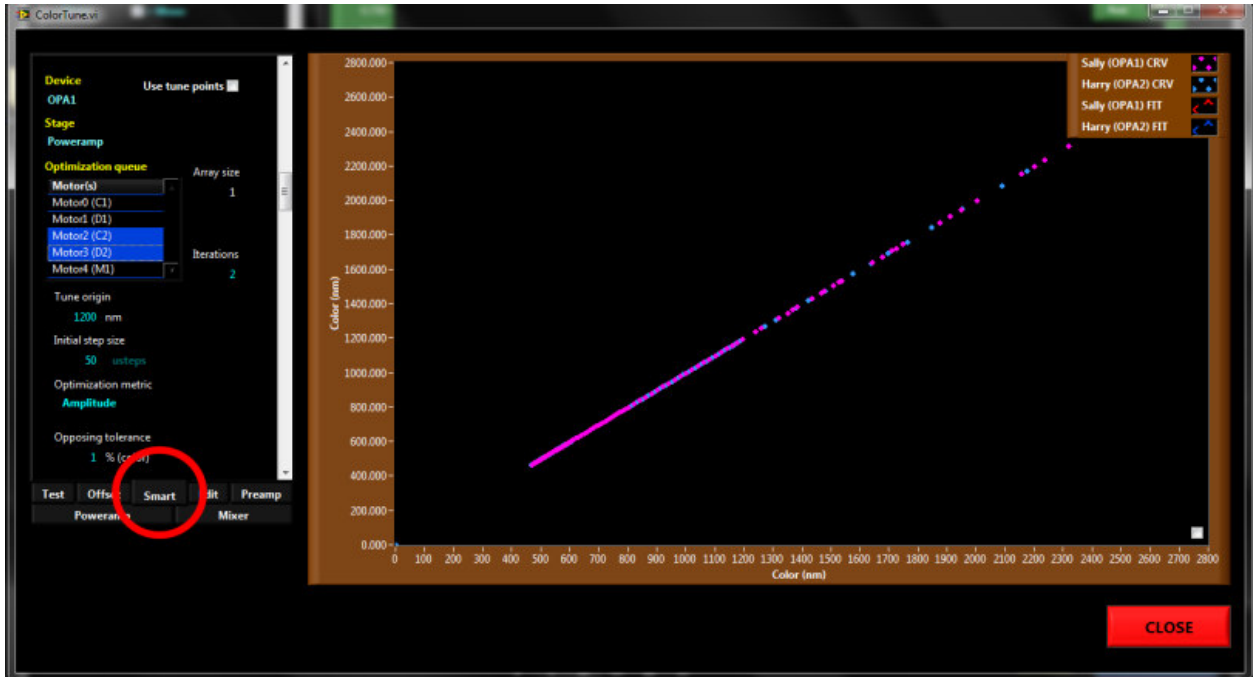 ColorTune.vi
Device
Use tune points
OPA1
Stage
Poweramp
Optimization queue
Array size
Motor(s)
1
Motor0 (C1)
Motor1 (D1)
Motor2 (C2)
Motor3 (D2)
Iterations
Motor4 (M1)
2
Tune origin
1200 nm
Initial step size
50 usteps
Optimization metric
Amplitude
Opposing tolerance
1 % (color)
Test Offset Smart Edit Preamp
Poweramp Mixer
Sally (OPA1) CRV
Harry (OPA2) CRV
Sally (OPA1) FIT
Harry (OPA2) FIT
2800.000
2600.000
2400.000
2200.000
2000.000
1800.000
1600.000
1400.000
1200.000
1000.000
800.000
600.000
400.000
200.000
0.000
Color (nm)
0 100 200 300 400 500 600 700 800 900 1000 1100 1200 1300 1400 1500 1600 1700 1800 1900 2000 2100 2200 2300 2400 2500 2600 2700 2800
Color (nm)
CLOSE